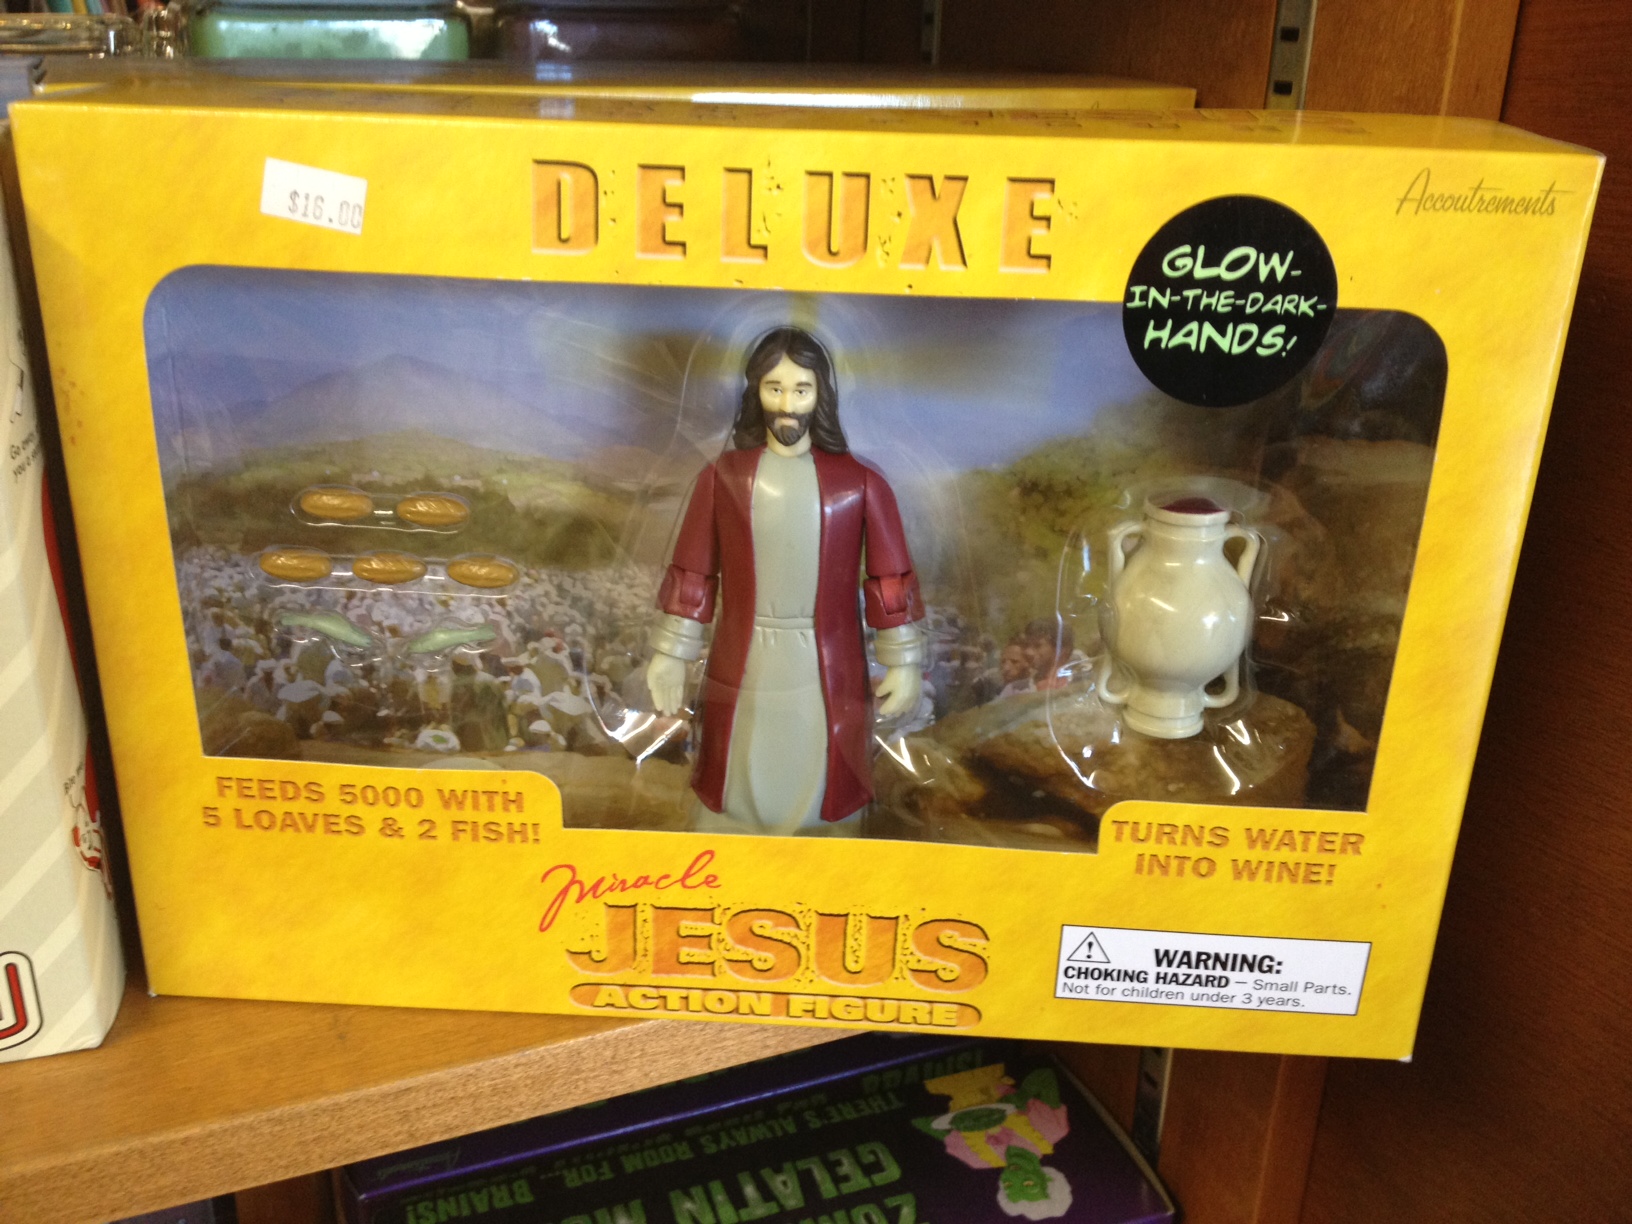 $16.00
DELUXE
Accoutrements
GLOW-
IN-THE-DARK-
HANDS!
FEEDS 5000 WITH
5 LOAVES & 2 FISH!
TURNS WATER
INTO WINE!
Miracle
JESUS
ACTION FIGURE
WARNING:
CHOKING HAZARD – Small Parts.
Not for children under 3 years.
THERE'S ALWAYS ROOM FOR... BRAINS!
GELATIN